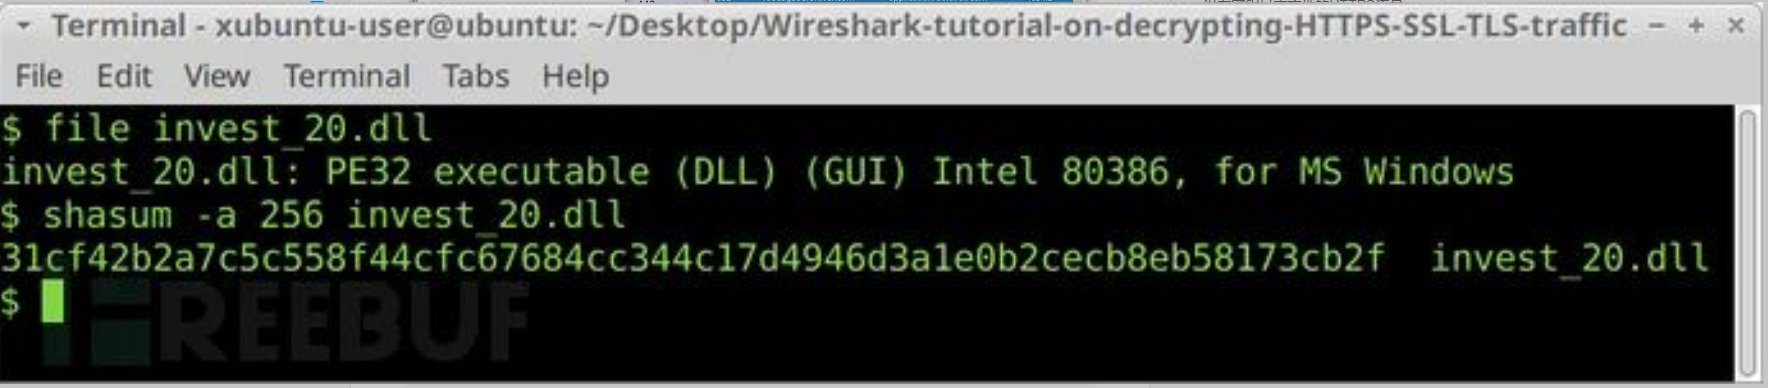 Terminal - xubuntu-user@ubuntu: ~/Desktop/Wireshark-tutorial-on-decrypting-HTTPS-SSL-TLS-traffic
File Edit View Terminal Tabs Help
$ file invest_20.dll
invest_20.dll: PE32 executable (DLL) (GUI) Intel 80386, for MS Windows
$ shasum -a 256 invest_20.dll
31cf42b2a7c5c558f44cfc67684cc344c17d4946d3a1e0b2cecb8eb58173cb2f  invest_20.dll
$
FREEBUF